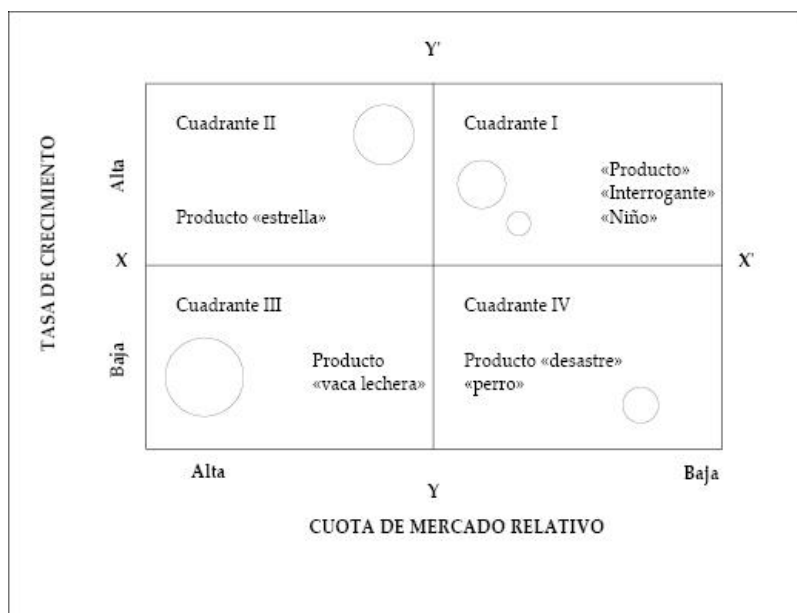 Y'
Cuadrante II
Cuadrante I
TASA DE CRECIMIENTO
Alta
«Producto»
«Interrogante»
«Niño»
Producto «estrella»
X
X'
Cuadrante III
Cuadrante IV
Baja
Producto
«vaca lechera»
Producto «desastre»
«perro»
Alta
Y
Baja
CUOTA DE MERCADO RELATIVO